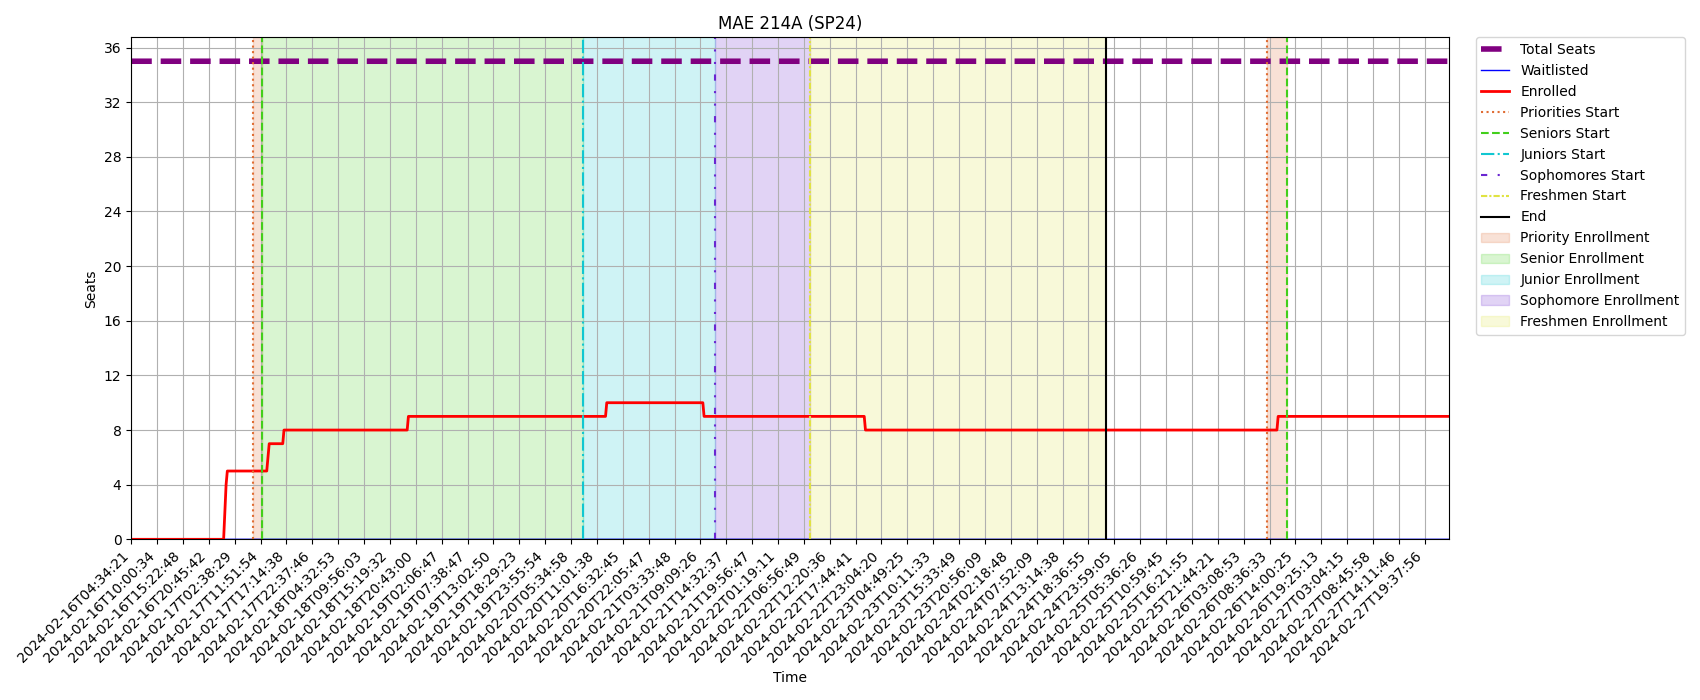 MAE 214A (SP24)
36
32
28
24
20
16
12
8
4
0
Seats
2024-02-16T04:34:21
2024-02-16T10:00:34
2024-02-16T15:22:48
2024-02-16T20:45:42
2024-02-17T02:38:29
2024-02-17T11:51:54
2024-02-17T17:14:38
2024-02-17T22:37:46
2024-02-18T04:32:53
2024-02-18T09:56:03
2024-02-18T15:19:32
2024-02-18T20:43:00
2024-02-19T02:06:47
2024-02-19T07:38:47
2024-02-19T13:02:50
2024-02-19T18:29:23
2024-02-19T23:55:54
2024-02-20T05:34:58
2024-02-20T11:01:38
2024-02-20T16:32:45
2024-02-20T22:05:47
2024-02-21T03:33:48
2024-02-21T09:09:26
2024-02-21T14:32:37
2024-02-21T19:56:47
2024-02-22T01:19:11
2024-02-22T06:56:49
2024-02-22T12:20:36
2024-02-22T17:44:41
2024-02-22T23:04:20
2024-02-23T04:49:25
2024-02-23T10:11:33
2024-02-23T15:33:49
2024-02-23T20:56:09
2024-02-24T02:18:48
2024-02-24T07:52:09
2024-02-24T13:14:38
2024-02-24T18:36:55
2024-02-24T23:59:05
2024-02-25T05:36:26
2024-02-25T10:59:45
2024-02-25T16:21:55
2024-02-25T21:44:21
2024-02-26T03:08:53
2024-02-26T08:36:33
2024-02-26T14:00:25
2024-02-26T19:25:13
2024-02-27T03:04:15
2024-02-27T08:45:58
2024-02-27T14:11:46
2024-02-27T19:37:56
Time
Total Seats
Waitlisted
Enrolled
Priorities Start
Seniors Start
Juniors Start
Sophomores Start
Freshmen Start
End
Priority Enrollment
Senior Enrollment
Junior Enrollment
Sophomore Enrollment
Freshmen Enrollment